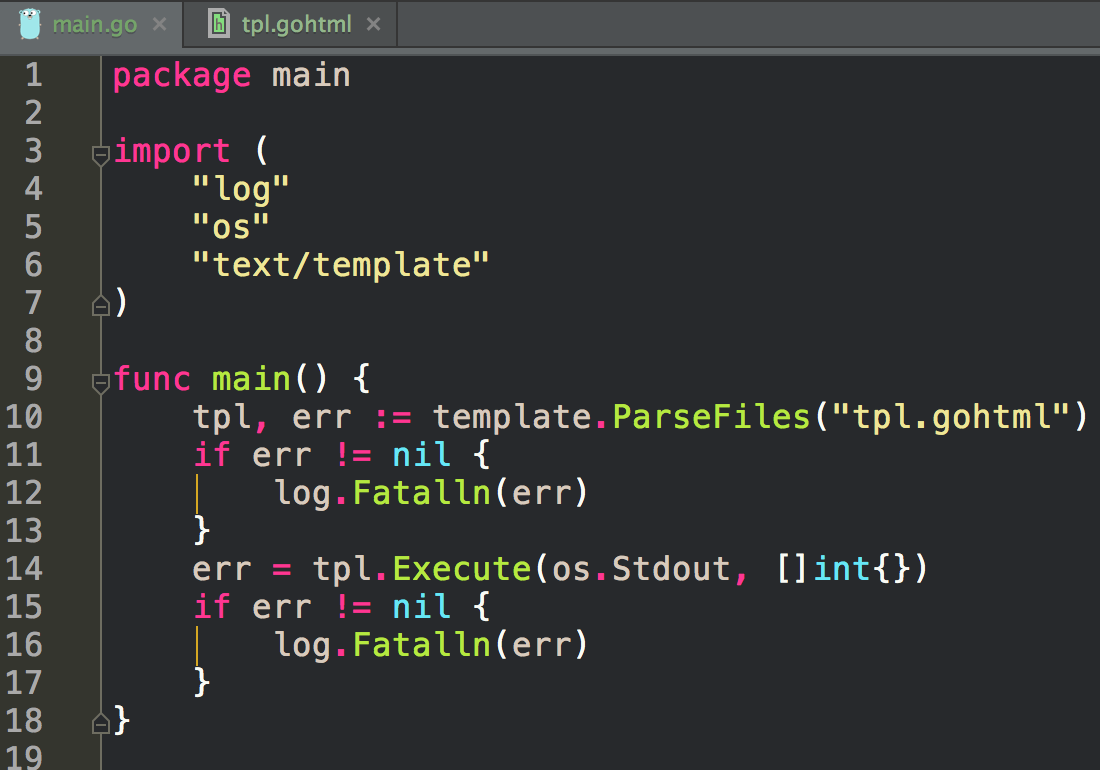 main.go × tpl.gohtml ×
1 package main
2
3 import (
4     "log"
5     "os"
6     "text/template"
7 )
8
9 func main() {
10     tpl, err := template.ParseFiles("tpl.gohtml")
11     if err != nil {
12         log.Fatalln(err)
13     }
14     err = tpl.Execute(os.Stdout, []int{})
15     if err != nil {
16         log.Fatalln(err)
17     }
18 }
19